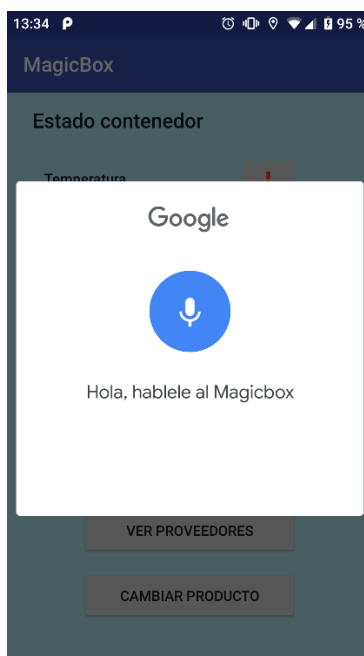 13:34 95 %
MagicBox
Estado contenedor
Temperatura
Google
Hola, hablele al Magicbox
VER PROVEEDORES
CAMBIAR PRODUCTO